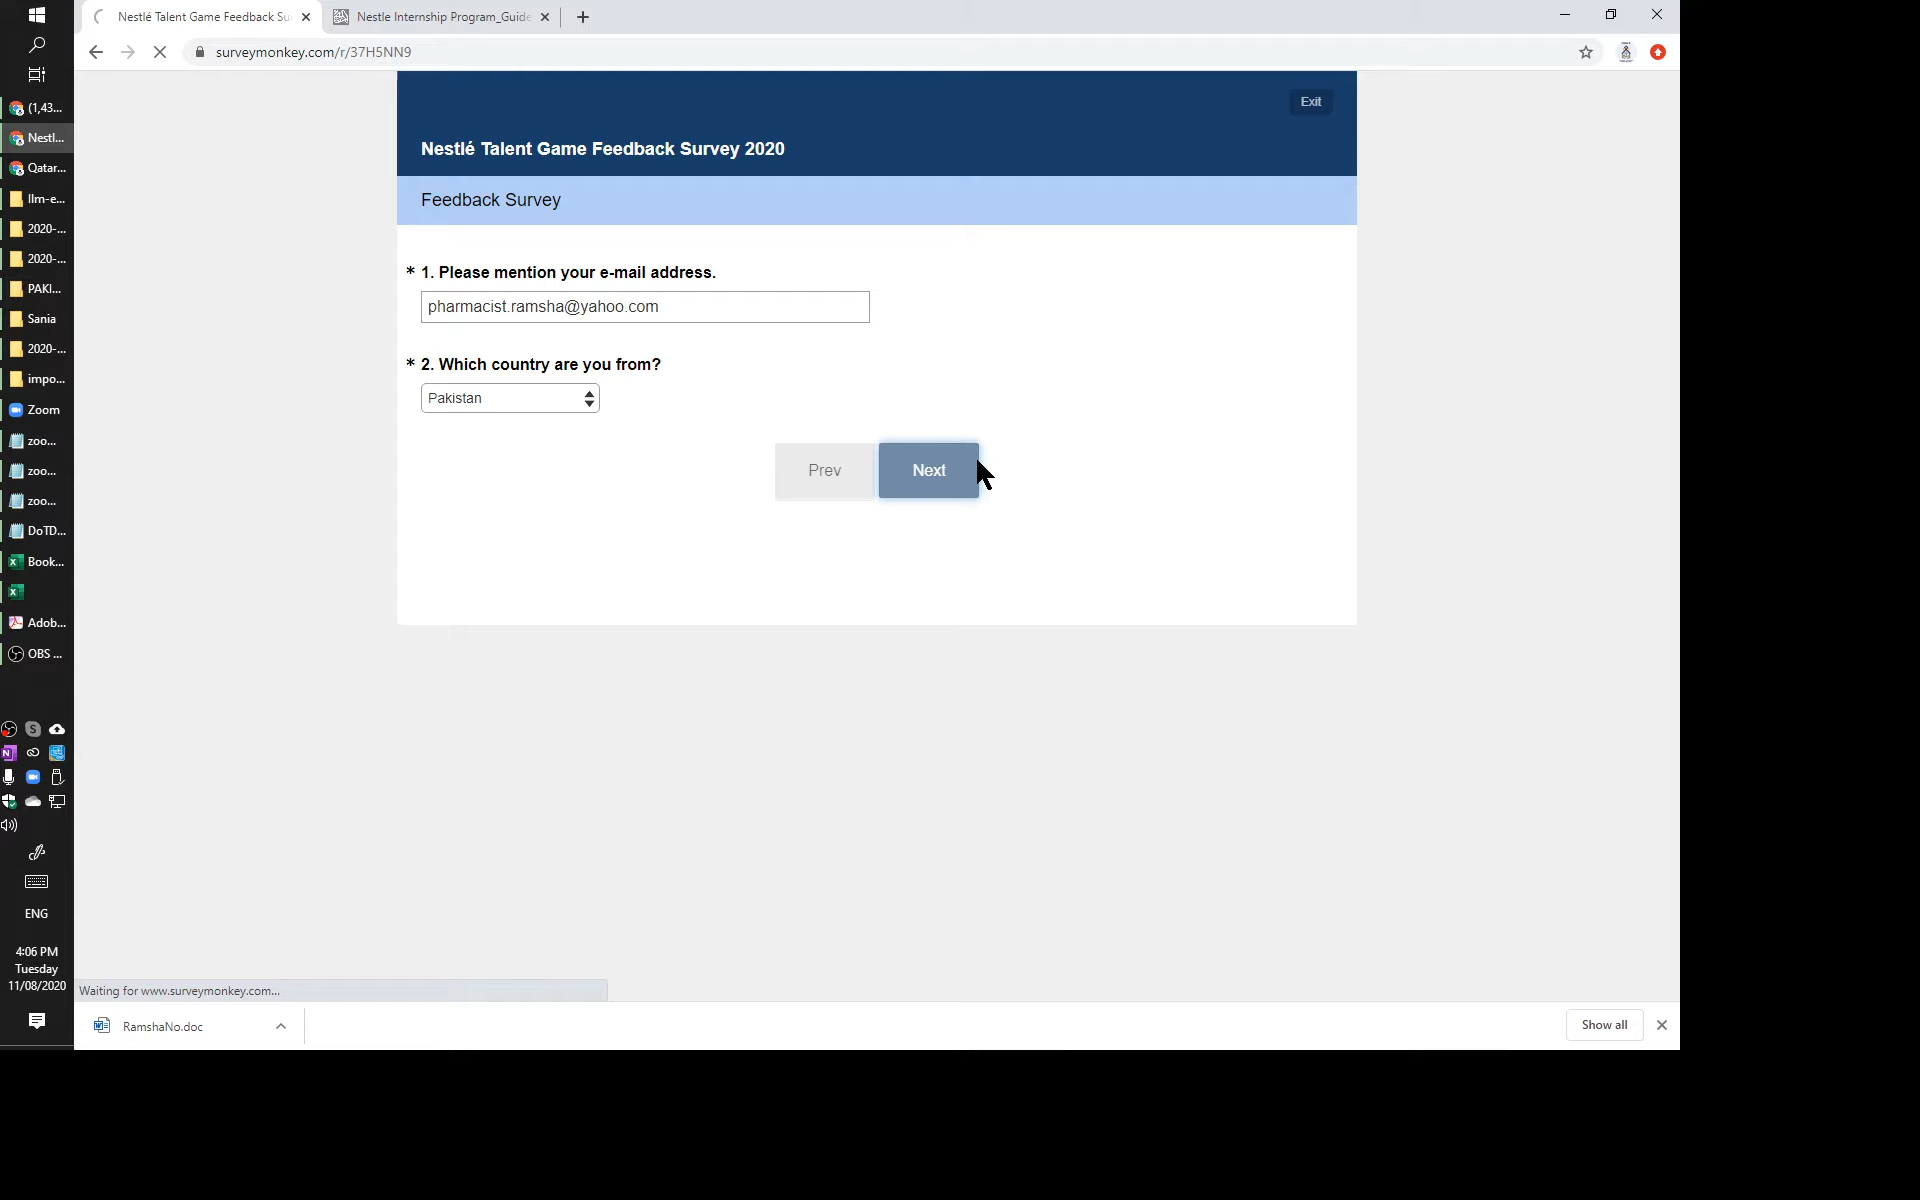 Nestlé Talent Game Feedback Su
Nestle Internship Program_Guide
surveymonkey.com/r/37H5NN9
(1,43...
Nestl...
Qatar...
llm-e...
2020-...
2020-...
PAKI...
Sania
2020-...
impo...
Zoom
zoo...
zoo...
zoo...
DoTD...
Book...
Adob...
OBS ...
ENG
4:06 PM
Tuesday
11/08/2020
Exit
Nestlé Talent Game Feedback Survey 2020
Feedback Survey
* 1. Please mention your e-mail address.
pharmacist.ramsha@yahoo.com
* 2. Which country are you from?
Pakistan
Prev
Next
Waiting for www.surveymonkey.com...
RamshaNo.doc
Show all